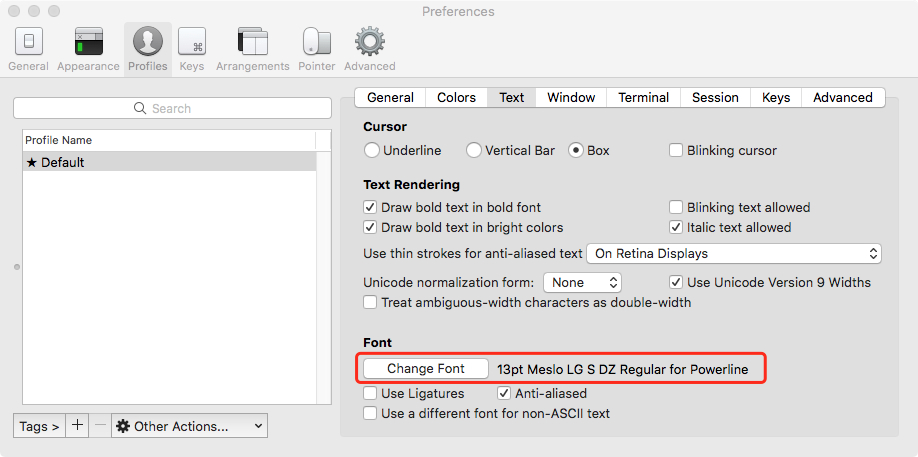 Preferences
General Appearance Profiles Keys Arrangements Pointer Advanced
Search
Profile Name
★ Default
Tags > + − Other Actions...
General Colors Text Window Terminal Session Keys Advanced
Cursor
Underline Vertical Bar Box Blinking cursor
Text Rendering
Draw bold text in bold font Blinking text allowed
Draw bold text in bright colors Italic text allowed
Use thin strokes for anti-aliased text On Retina Displays
Unicode normalization form: None Use Unicode Version 9 Widths
Treat ambiguous-width characters as double-width
Font
Change Font 13pt Meslo LG S DZ Regular for Powerline
Use Ligatures Anti-aliased
Use a different font for non-ASCII text